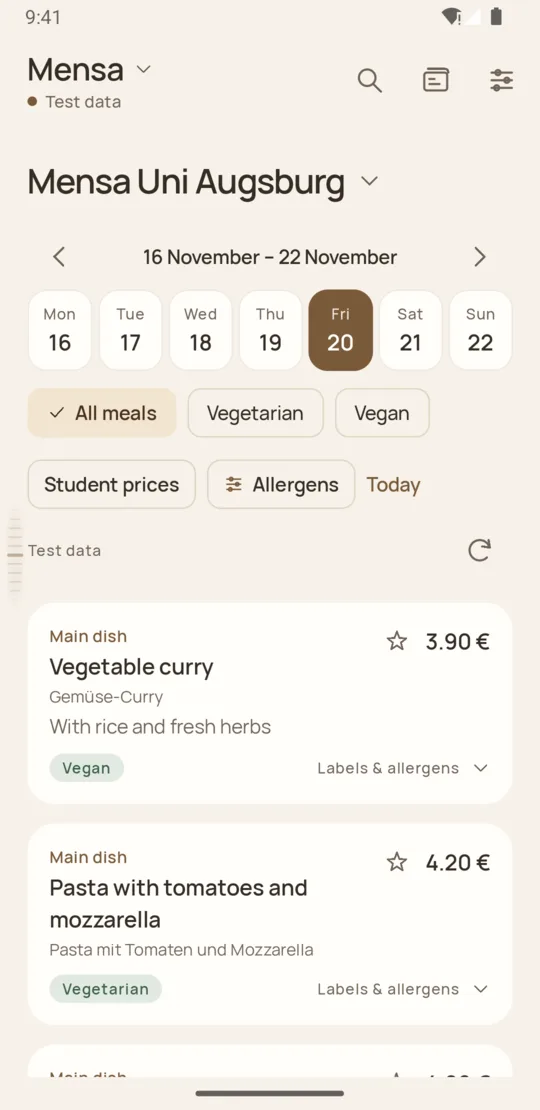 9:41
Mensa
Test data
Mensa Uni Augsburg
16 November – 22 November
Mon Tue Wed Thu Fri Sat Sun
16 17 18 19 20 21 22
All meals Vegetarian Vegan
Student prices Allergens Today
Test data
Main dish
Vegetable curry 3.90 €
Gemüse-Curry
With rice and fresh herbs
Vegan Labels & allergens
Main dish
Pasta with tomatoes and 4.20 €
mozzarella
Pasta mit Tomaten und Mozzarella
Vegetarian Labels & allergens
Main dish